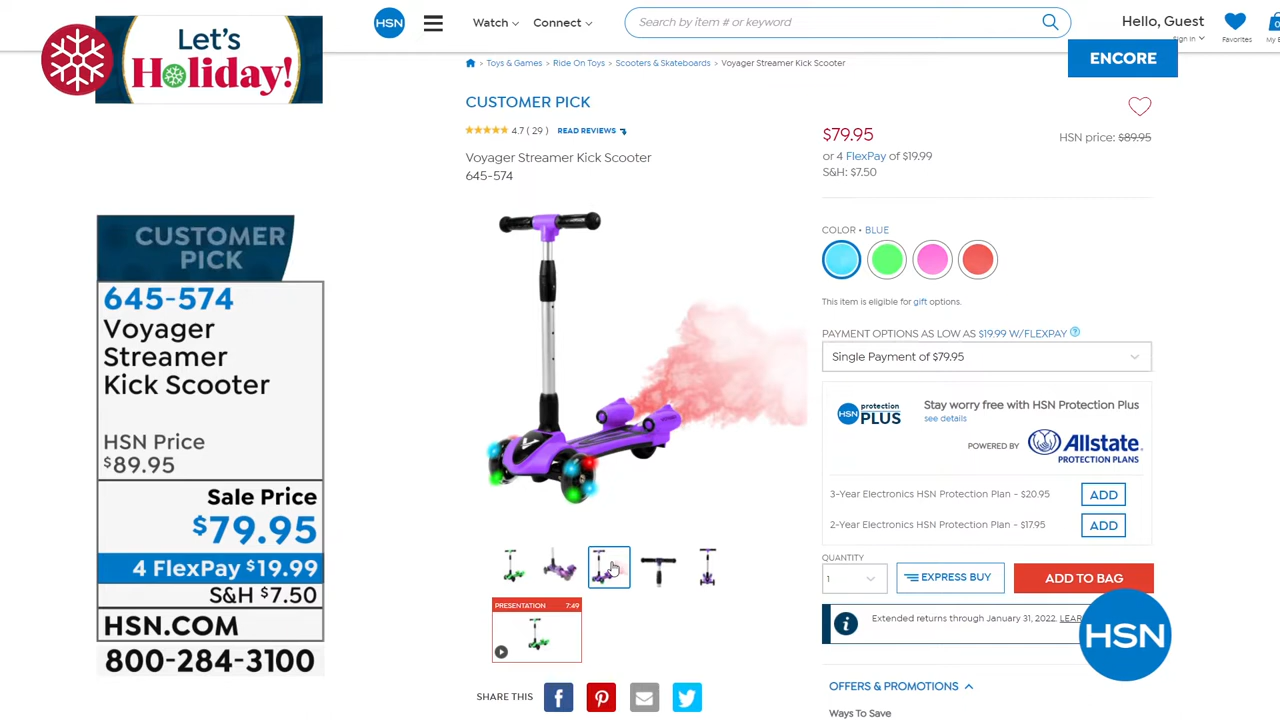 Let's
Holiday!
HSN
Watch
Connect
Search by item # or keyword
Hello, Guest
Sign In
Favorites
0
ENCORE
Toys & Games > Ride On Toys > Scooters & Skateboards > Voyager Streamer Kick Scooter
CUSTOMER PICK
4.7 ( 29 ) READ REVIEWS
Voyager Streamer Kick Scooter
645-574
$79.95
HSN price: $89.95
or 4 FlexPay of $19.99
S&H: $7.50
COLOR • BLUE
This item is eligible for gift options.
PAYMENT OPTIONS AS LOW AS $19.99 W/FLEXPAY ?
Single Payment of $79.95
HSN protection PLUS
Stay worry free with HSN Protection Plus
see details
POWERED BY Allstate
PROTECTION PLANS
3-Year Electronics HSN Protection Plan - $20.95 ADD
2-Year Electronics HSN Protection Plan - $17.95 ADD
QUANTITY
1
EXPRESS BUY
ADD TO BAG
i
Extended returns through January 31, 2022.
HSN
OFFERS & PROMOTIONS
Ways To Save
PRESENTATION 7:49
SHARE THIS
CUSTOMER
PICK
645-574
Voyager
Streamer
Kick Scooter
HSN Price
$89.95
Sale Price
$79.95
4 FlexPay $19.99
S&H $7.50
HSN.COM
800-284-3100